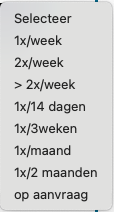 Selecteer
1x/week
2x/week
> 2x/week
1x/14 dagen
1x/3weken
1x/maand
1x/2 maanden
op aanvraag